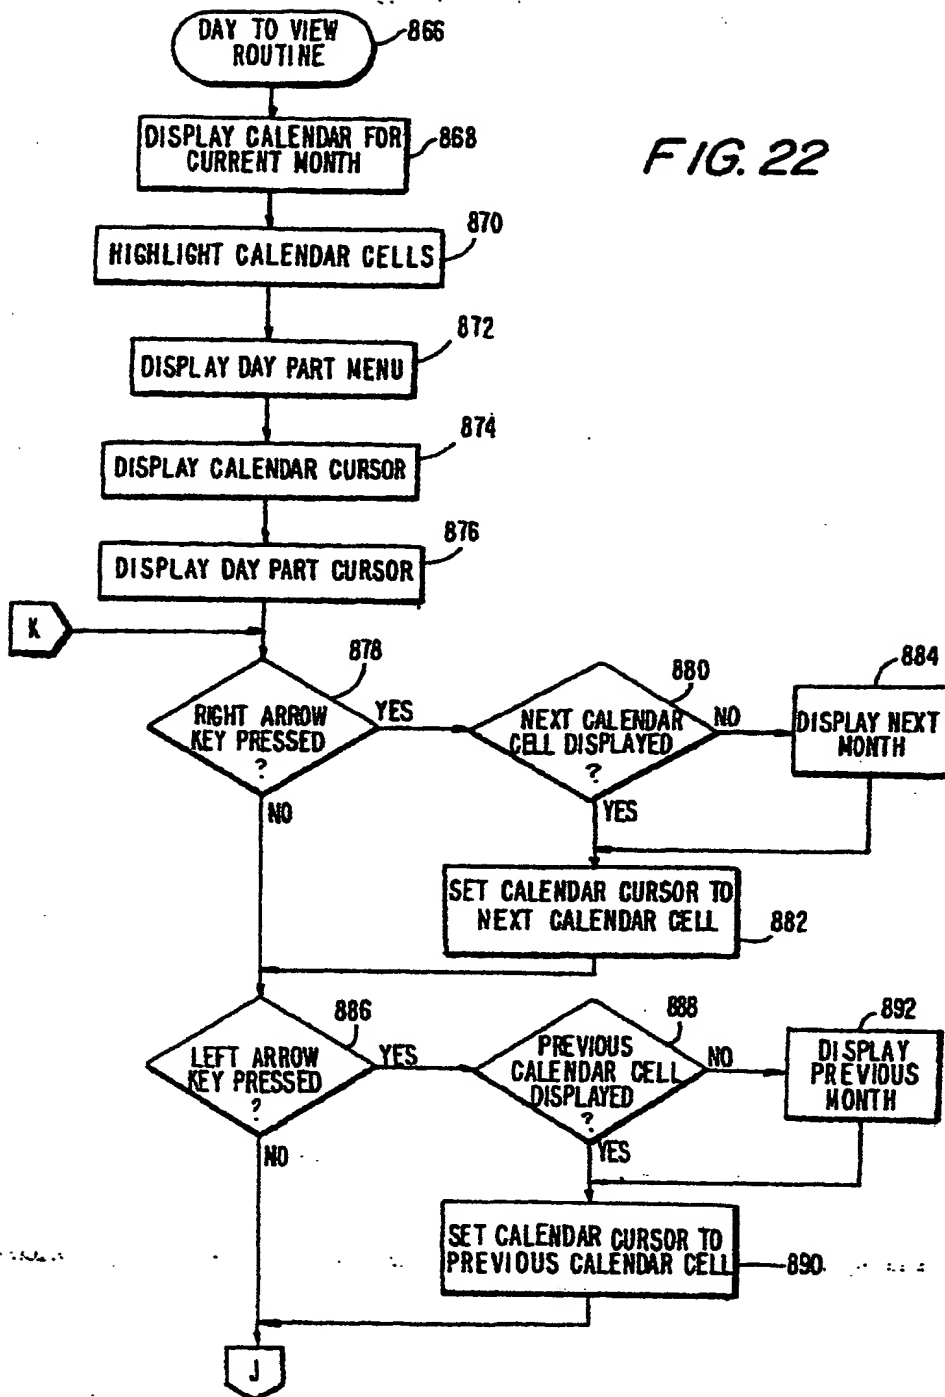 DAY TO VIEW
ROUTINE
866
DISPLAY CALENDAR FOR
CURRENT MONTH
868
FIG. 22
870
HIGHLIGHT CALENDAR CELLS
872
DISPLAY DAY PART MENU
874
DISPLAY CALENDAR CURSOR
876
DISPLAY DAY PART CURSOR
K
878
RIGHT ARROW
KEY PRESSED
?
YES
NO
880
NEXT CALENDAR
CELL DISPLAYED
?
NO
YES
884
DISPLAY NEXT
MONTH
SET CALENDAR CURSOR TO
NEXT CALENDAR CELL
882
886
LEFT ARROW
KEY PRESSED
?
YES
NO
888
PREVIOUS
CALENDAR CELL
DISPLAYED
?
NO
YES
892
DISPLAY
PREVIOUS
MONTH
SET CALENDAR CURSOR TO
PREVIOUS CALENDAR CELL
890
J